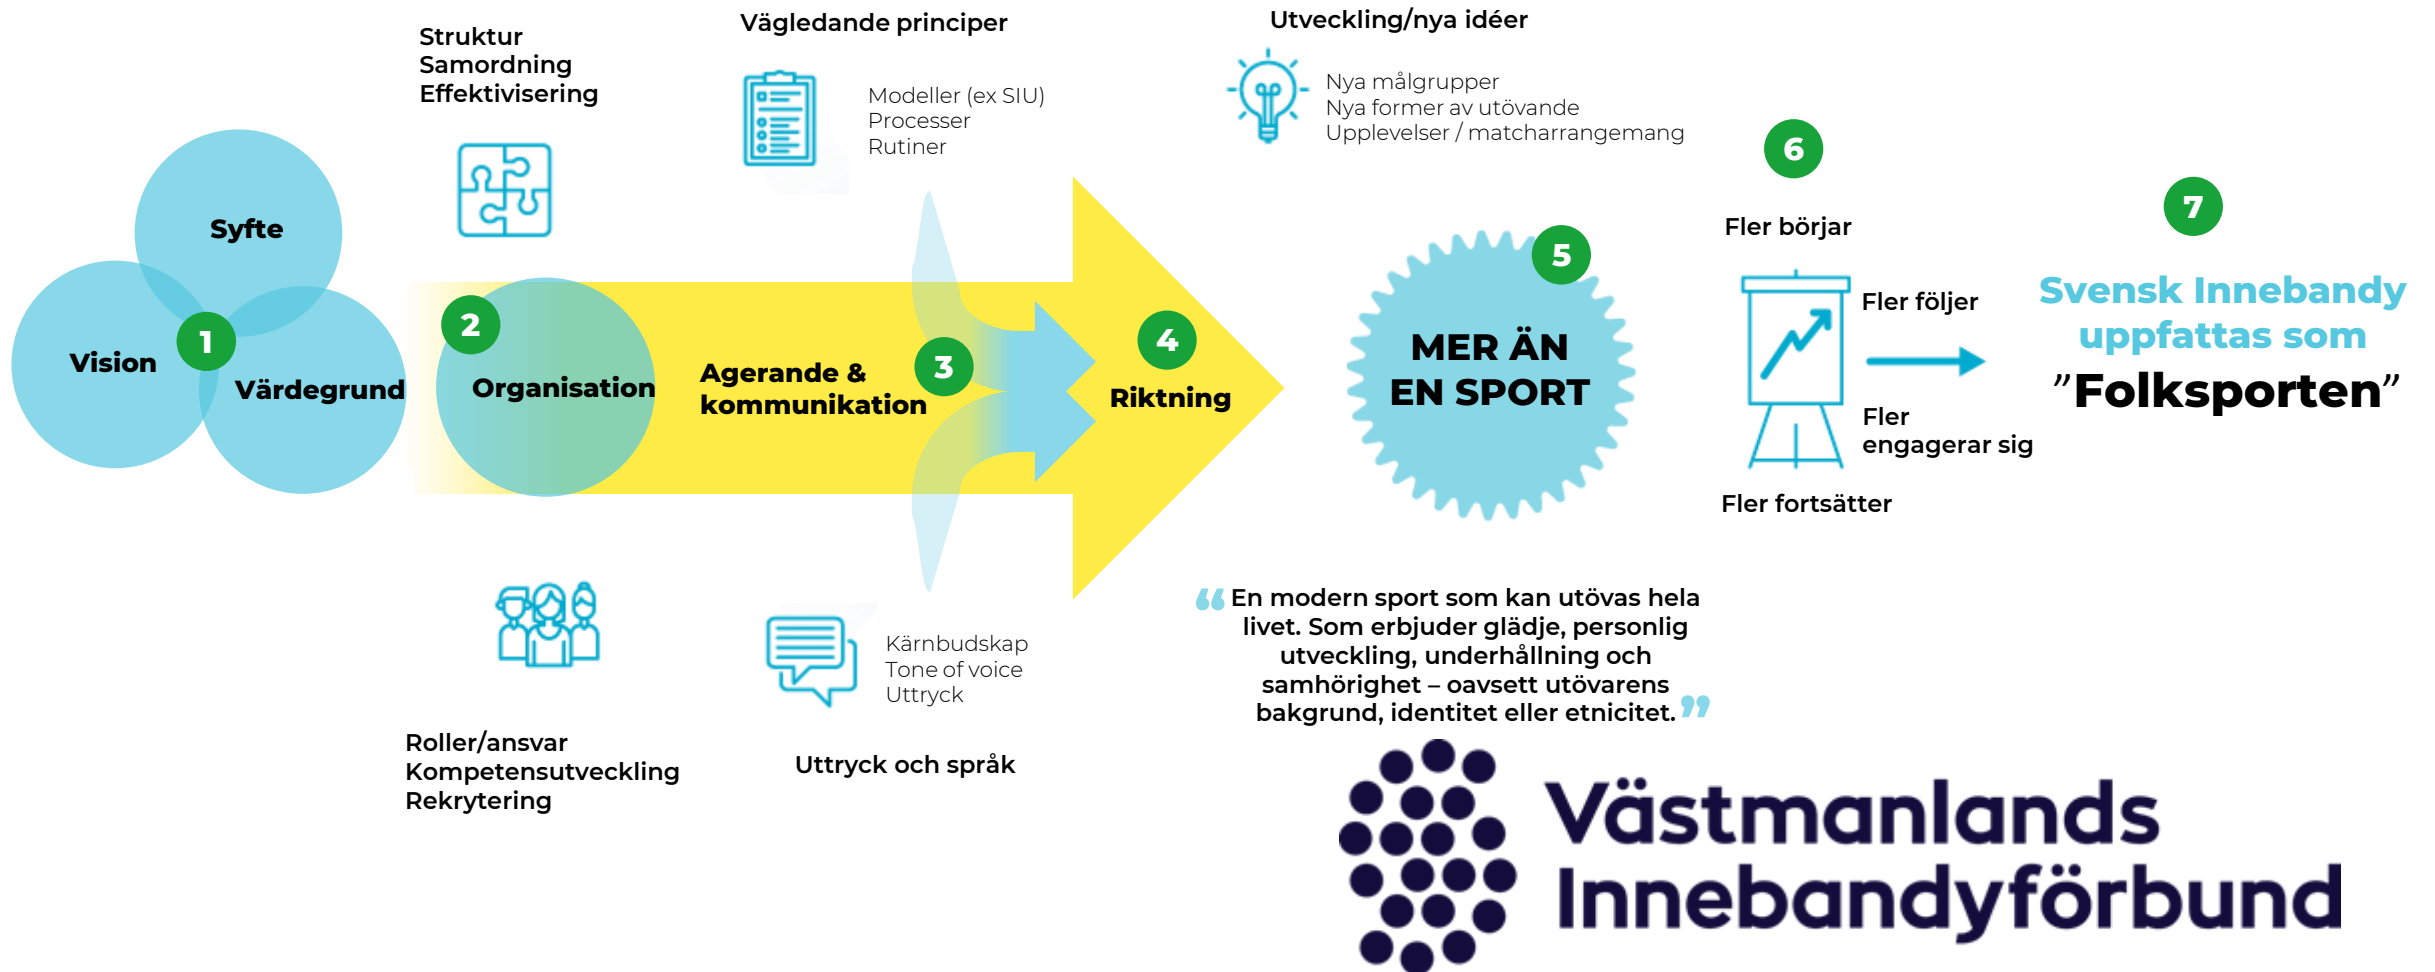 Struktur
Samordning
Effektivisering
Vägledande principer
Modeller (ex SIU)
Processer
Rutiner
Utveckling/nya idéer
Nya målgrupper
Nya former av utövande
Upplevelser / matcharrangemang
Syfte
Vision
1
Värdegrund
2
Organisation
Agerande &
kommunikation
3
4
Riktning
5
MER ÄN
EN SPORT
6
Fler börjar
Fler följer
Fler
engagerar sig
Fler fortsätter
7
Svensk Innebandy
uppfattas som
”Folksporten”
Roller/ansvar
Kompetensutveckling
Rekrytering
Kärnbudskap
Tone of voice
Uttryck
Uttryck och språk
“ En modern sport som kan utövas hela
livet. Som erbjuder glädje, personlig
utveckling, underhållning och
samhörighet – oavsett utövarens
bakgrund, identitet eller etnicitet. ”
Västmanlands
Innebandyförbund